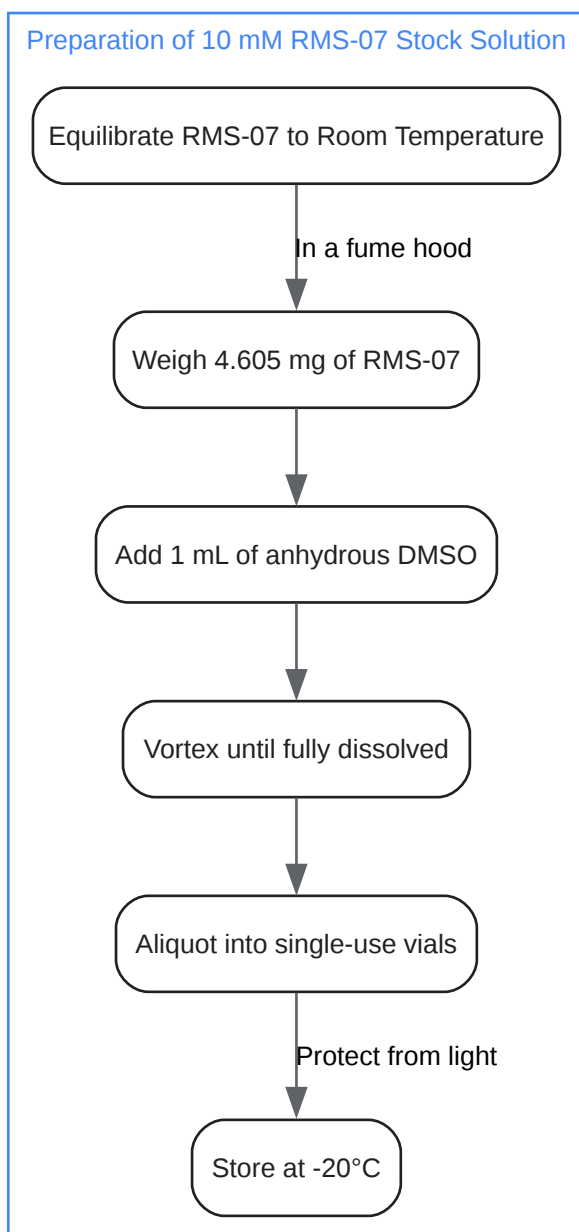 Preparation of 10 mM RMS-07 Stock Solution
Equilibrate RMS-07 to Room Temperature
In a fume hood
Weigh 4.605 mg of RMS-07
Add 1 mL of anhydrous DMSO
Vortex until fully dissolved
Aliquot into single-use vials
Protect from light
Store at -20°C